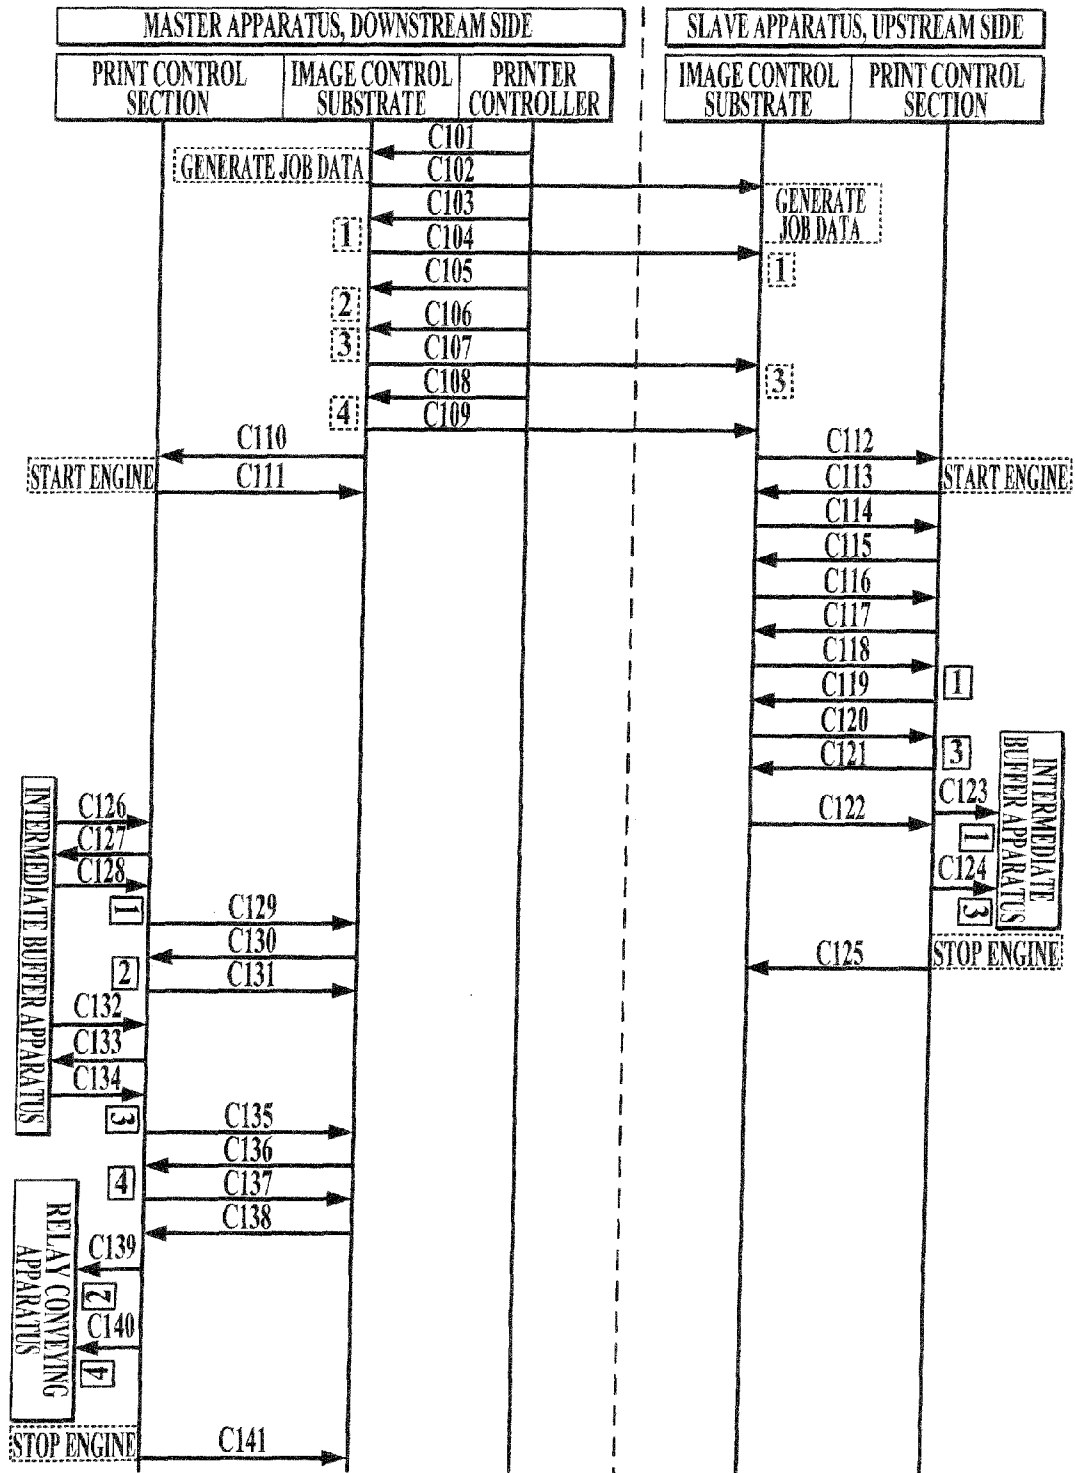 MASTER APPARATUS, DOWNSTREAM SIDE
SLAVE APPARATUS, UPSTREAM SIDE
PRINT CONTROL
SECTION
IMAGE CONTROL
SUBSTRATE
PRINTER
CONTROLLER
IMAGE CONTROL
SUBSTRATE
PRINT CONTROL
SECTION
C101
GENERATE JOB DATA
C102
GENERATE
JOB DATA
C103
1
C104
1
C105
2
C106
3
C107
3
C108
4
C109
C110
C112
START ENGINE
C111
C113
START ENGINE
C114
C115
C116
C117
C118
C119
1
C120
C121
3
INTERMEDIATE
BUFFER APPARATUS
C123
C122
1
C124
3
INTERMEDIATE BUFFER APPARATUS
C126
C127
C128
1
C129
C130
C125
STOP ENGINE
2
C131
C132
C133
C134
3
C135
C136
4
C137
C138
RELAY CONVEYING
APPARATUS
C139
2
C140
4
STOP ENGINE
C141